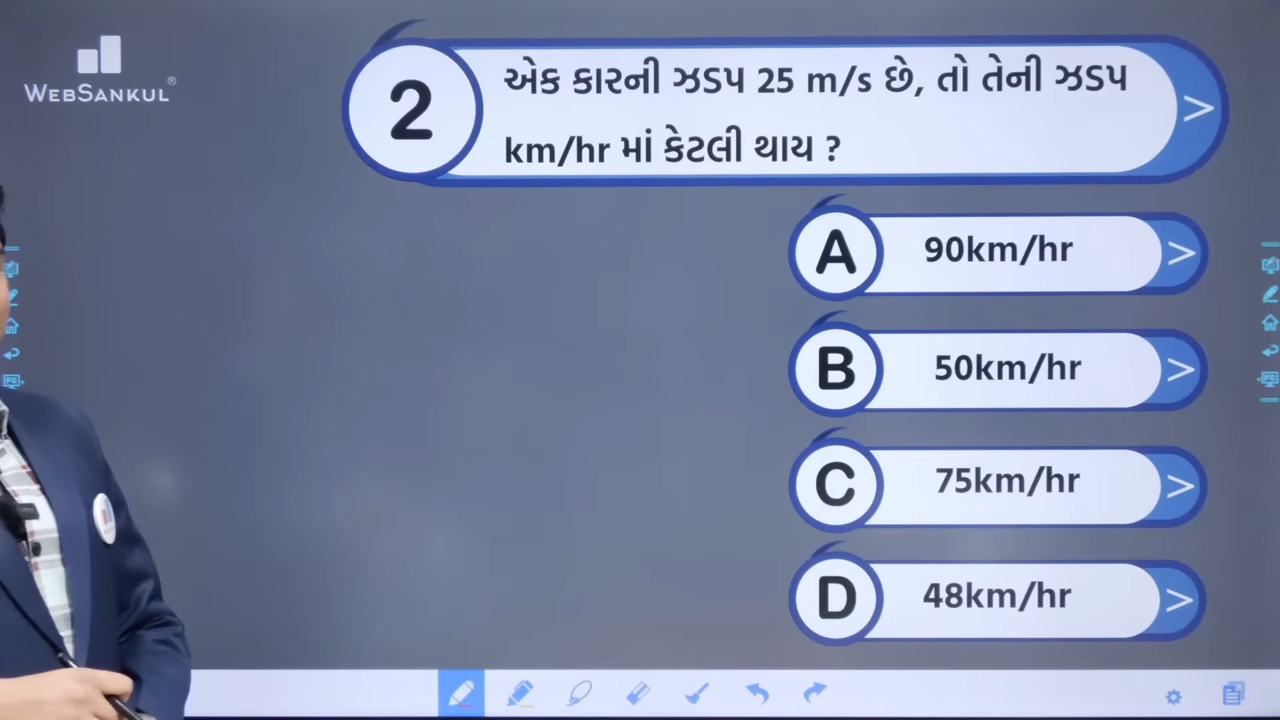 WEBSANKUL®
2
એક કારની ઝડપ 25 m/s છે, તો તેની ઝડપ
km/hr માં કેટલી થાય ?
A 90km/hr
B 50km/hr
C 75km/hr
D 48km/hr